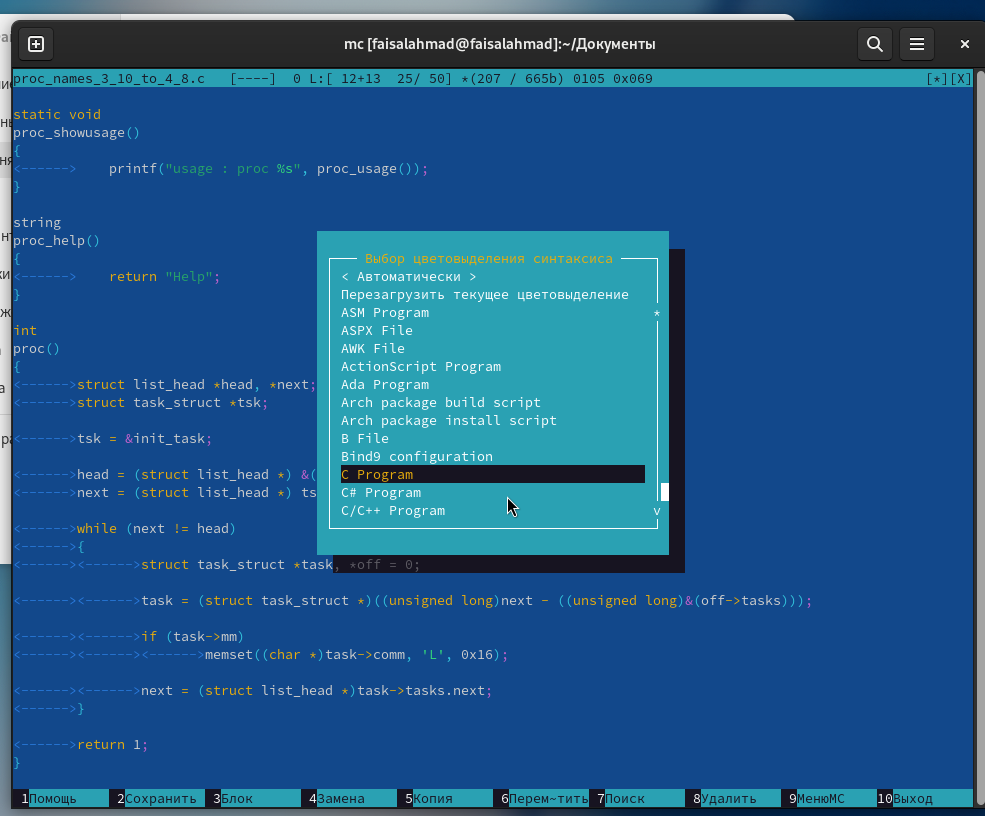 mc [faisalahmad@faisalahmad]:~/Документы
proc_names_3_10_to_4_8.c [----] 0 L:[ 12+13 25/ 50] *(207 / 665b) 0105 0x069 [*][X]
static void
proc_showusage()
{
<------> printf("usage : proc %s", proc_usage());
}
string
proc_help()
{
<------> return "Help";
}
int
proc()
{
<------>struct list_head *head, *next;
<------>struct task_struct *tsk;
<------>tsk = &init_task;
<------>head = (struct list_head *) &(
<------>next = (struct list_head *) ts
<------>while (next != head)
<------>{
<------><------>struct task_struct *task, *off = 0;
<------><------>task = (struct task_struct *)((unsigned long)next - ((unsigned long)&(off->tasks)));
<------><------>if (task->mm)
<------><------><------>memset((char *)task->comm, 'L', 0x16);
<------><------>next = (struct list_head *)task->tasks.next;
<------>}
<------>return 1;
}
Выбор цветовыделения синтаксиса
< Автоматически >
Перезагрузить текущее цветовыделение
ASM Program
ASPX File
AWK File
ActionScript Program
Ada Program
Arch package build script
Arch package install script
B File
Bind9 configuration
C Program
C# Program
C/C++ Program
1Помощь 2Сохранить 3Блок 4Замена 5Копия 6Перем~тить 7Поиск 8Удалить 9МенюMC 10Выход